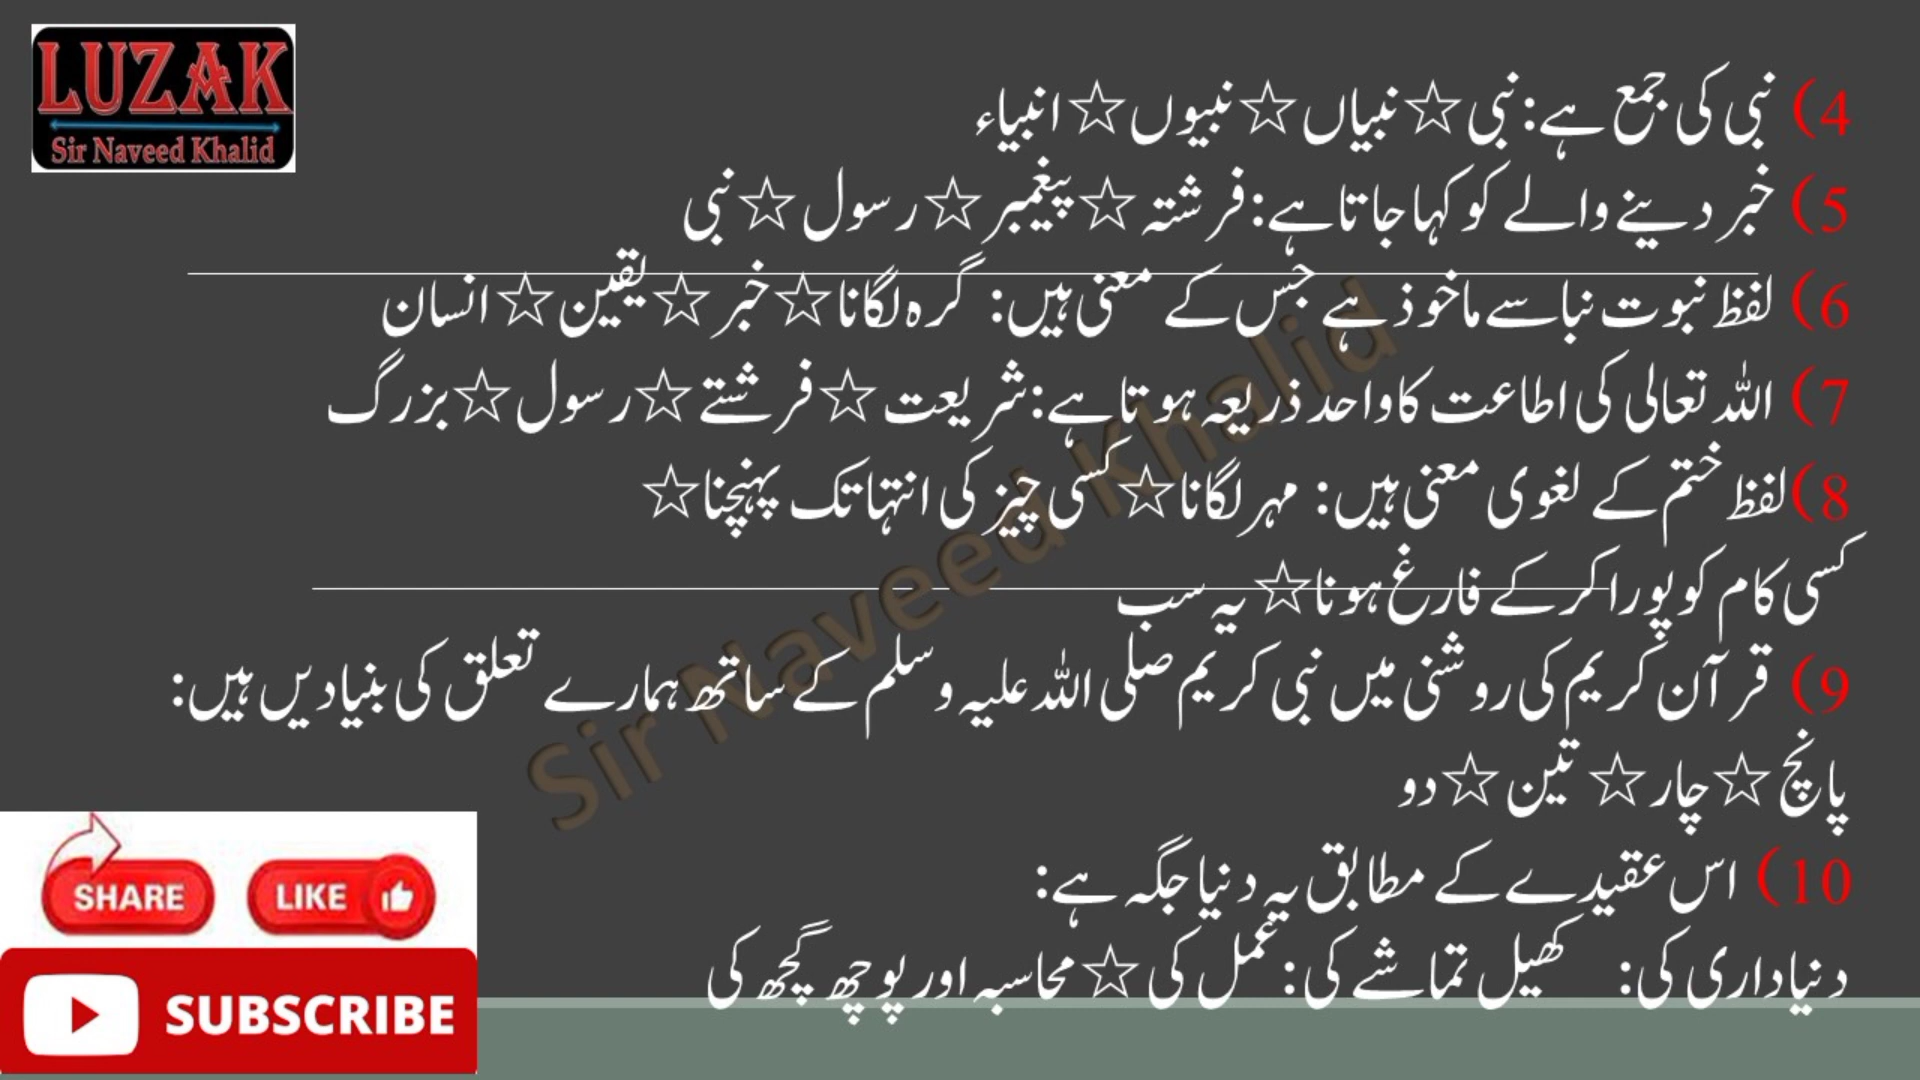 LUZAK
Sir Naveed Khalid
4) نبی کی جمع ہے: نبی☆نبیاں☆نبیوں☆انبیاء
5) خبر دینے والے کو کہا جاتا ہے: فرشتہ☆پیغمبر☆رسول☆نبی
6) لفظ نبوت نبا سے ماخوذ ہے جس کے معنی ہیں: گرہ لگانا☆خبر☆یقین☆انسان
7) اللہ تعالی کی اطاعت کا واحد ذریعہ ہوتا ہے: شریعت☆فرشتے☆رسول☆بزرگ
8) لفظ ختم کے لغوی معنی ہیں: مہر لگانا☆کسی چیز کی انتہا تک پہنچنا☆
کسی کام کو پورا کر کے فارغ ہونا☆ یہ سب
9) قرآن کریم کی روشنی میں نبی کریم صلی اللہ علیہ وسلم کے ساتھ ہمارے تعلق کی بنیادیں ہیں:
پانچ☆چار☆تین☆دو
10) اس عقیدے کے مطابق یہ دنیا جگہ ہے:
دنیاداری کی: کھیل تماشے کی: عمل کی☆محاسبہ اور پوچھ گچھ کی
Sir Naveed Khalid
SHARE LIKE
SUBSCRIBE